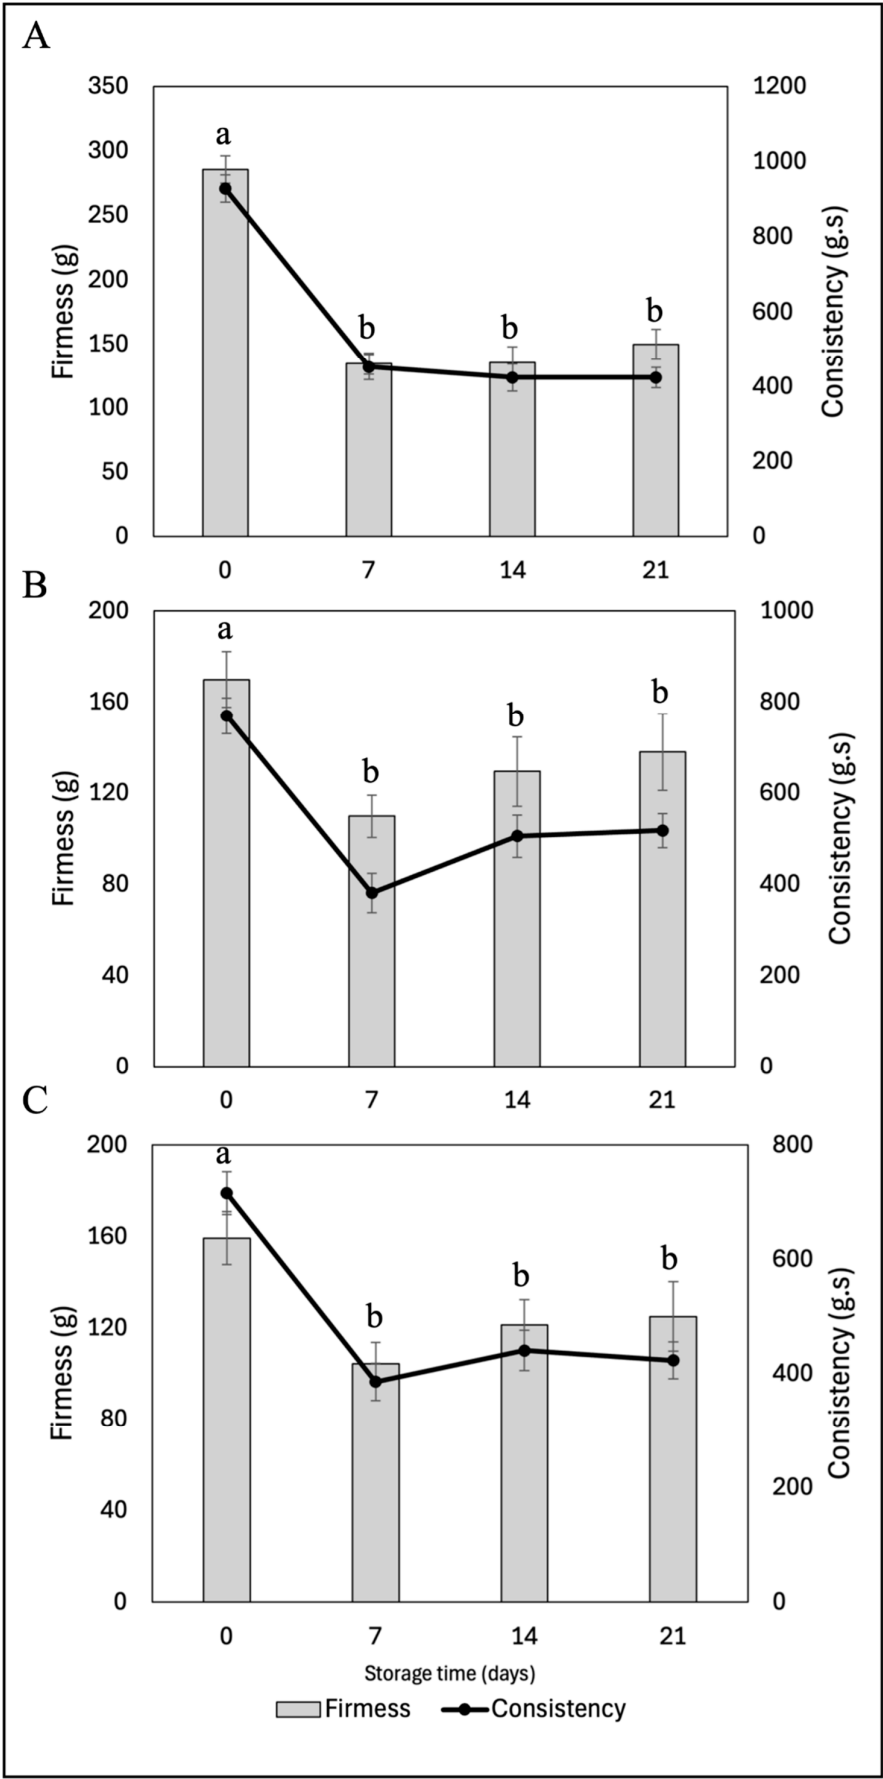 A
350
300
250
200
150
100
50
0
Firmess (g)
1200
1000
800
600
400
200
0
Consistency (g.s)
a
b
b
b
0 7 14 21
B
200
160
120
80
40
0
Firmess (g)
1000
800
600
400
200
0
Consistency (g.s)
a
b
b
b
0 7 14 21
C
200
160
120
80
40
0
Firmess (g)
800
600
400
200
0
Consistency (g.s)
a
b
b
b
0 7 14 21
Storage time (days)
Firmess Consistency